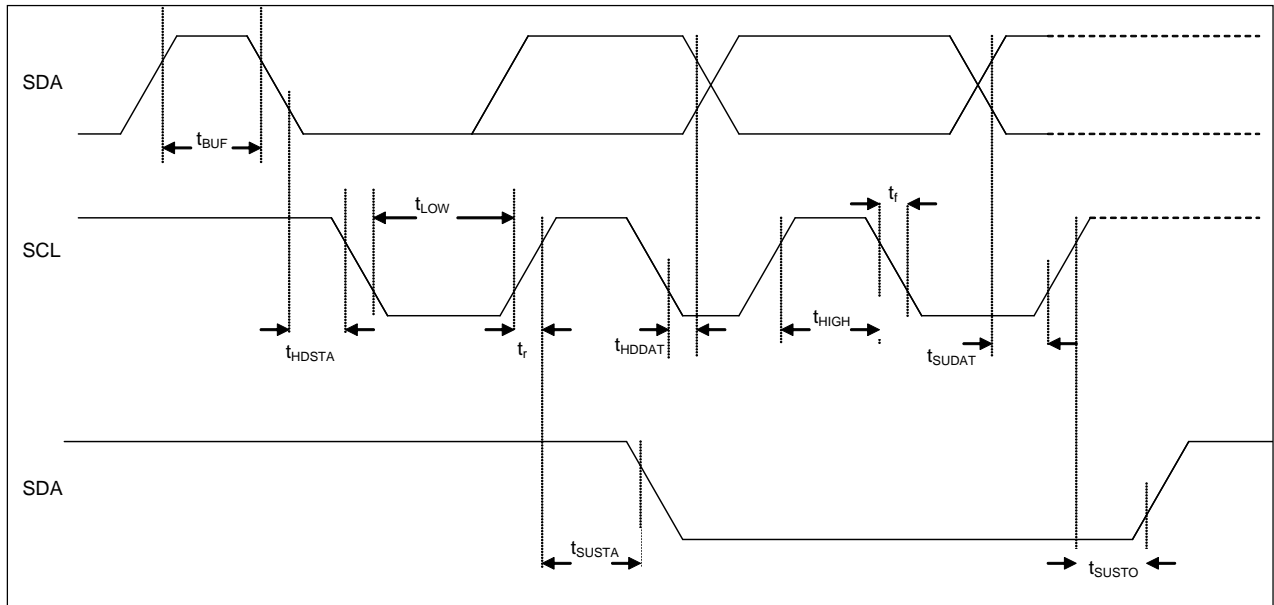 SDA
tBUF
tLOW
tf
SCL
tHDSTA
tr
tHDDAT
tHIGH
tSUDAT
SDA
tSUSTA
tSUSTO